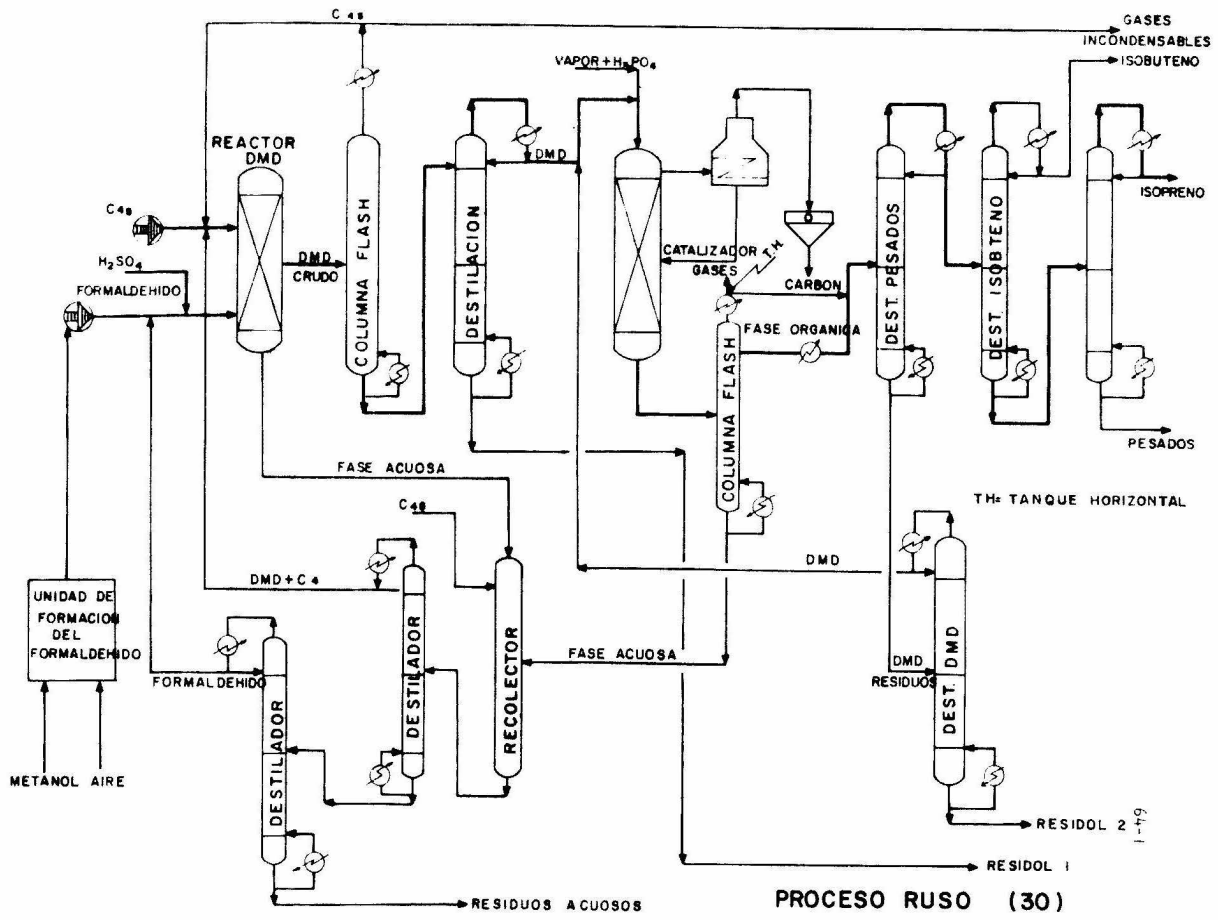 C4s
GASES
INCONDENSABLES
ISOBUTENO
VAPOR+H3PO4
REACTOR
DMD
C4s
H2SO4
FORMALDEHIDO
DMD
CRUDO
COLUMNA FLASH
DESTILACION
DMD
CATALIZADOR
GASES
T.H.
CARBON
FASE ORGANICA
COLUMNA FLASH
DEST. PESADOS
DEST. ISOBTENO
ISOPRENO
PESADOS
TH= TANQUE HORIZONTAL
FASE ACUOSA
C4s
DMD+C4
DMD
UNIDAD DE
FORMACION
DEL
FORMALDEHIDO
FORMALDEHIDO
DESTILADOR
DESTILADOR
RECOLECTOR
FASE ACUOSA
DMD
RESIDUOS
DEST. DMD
METANOL AIRE
RESIDOL 2
64-1
RESIDOL 1
RESIDUOS ACUOSOS
PROCESO RUSO (30)